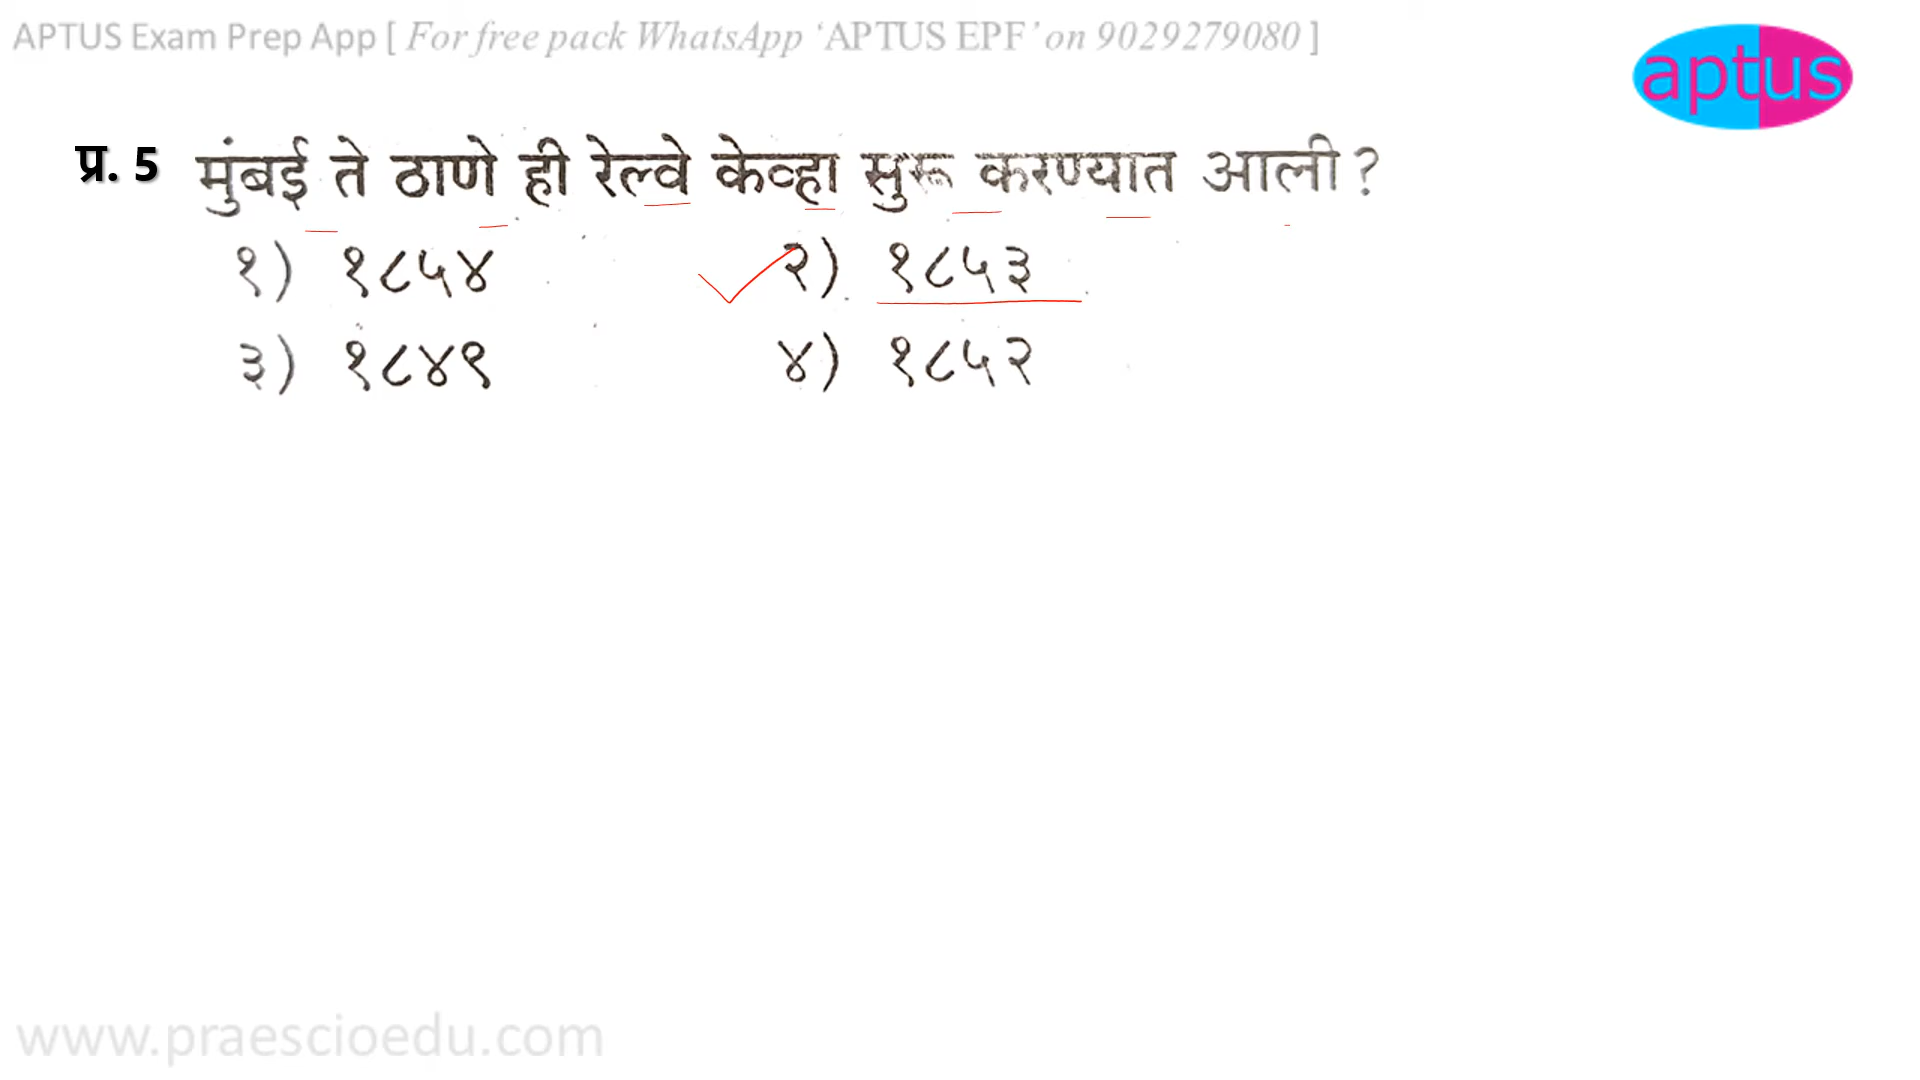 APTUS Exam Prep App [ For free pack WhatsApp ‘APTUS EPF’ on 9029279080 ]
aptus
प्र. 5 मुंबई ते ठाणे ही रेल्वे केव्हा सुरू करण्यात आली ?
१) १८५४ २) १८५३
३) १८४९ ४) १८५२
www.praescioedu.com